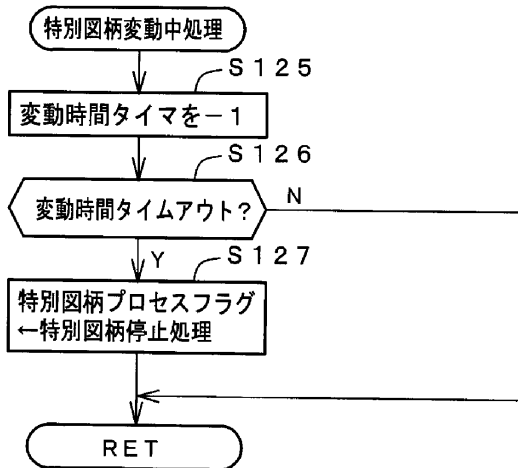 特別図柄変動中処理
S125
変動時間タイマを－1
S126
変動時間タイムアウト?
N
Y
S127
特別図柄プロセスフラグ
←特別図柄停止処理
RET